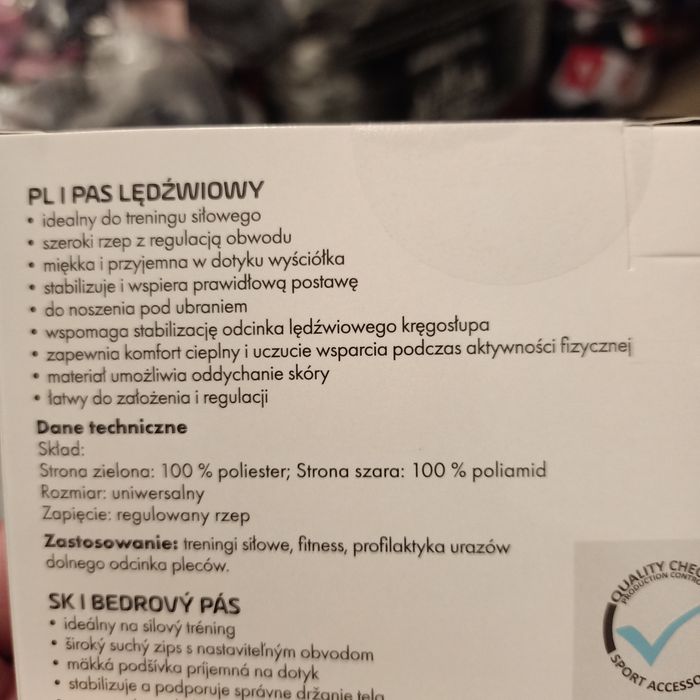 PL I PAS LĘDŹWIOWY
• idealny do treningu siłowego
• szeroki rzep z regulacją obwodu
• miękka i przyjemna w dotyku wyściółka
• stabilizuje i wspiera prawidłową postawę
• do noszenia pod ubraniem
• wspomaga stabilizację odcinka lędźwiowego kręgosłupa
• zapewnia komfort cieplny i uczucie wsparcia podczas aktywności fizycznej
• materiał umożliwia oddychanie skóry
• łatwy do założenia i regulacji
Dane techniczne
Skład:
Strona zielona: 100 % poliester; Strona szara: 100 % poliamid
Rozmiar: uniwersalny
Zapięcie: regulowany rzep
Zastosowanie: treningi siłowe, fitness, profilaktyka urazów
dolnego odcinka pleców.
SK I BEDROVÝ PÁS
• ideálny na silový tréning
• široký suchý zips s nastaviteľným obvodom
• mäkká podšívka príjemná na dotyk
• stabilizuje a podporuje správne držanie tela
QUALITY CHEC
PRODUCTION CONTRO
SPORT ACCESS